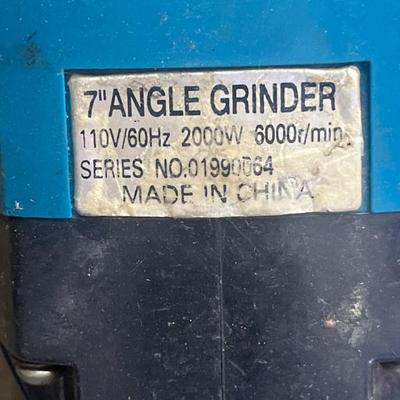 7"ANGLE GRINDER
110V/60Hz 2000W 6000r/min
SERIES NO.01990064
MADE IN CHINA